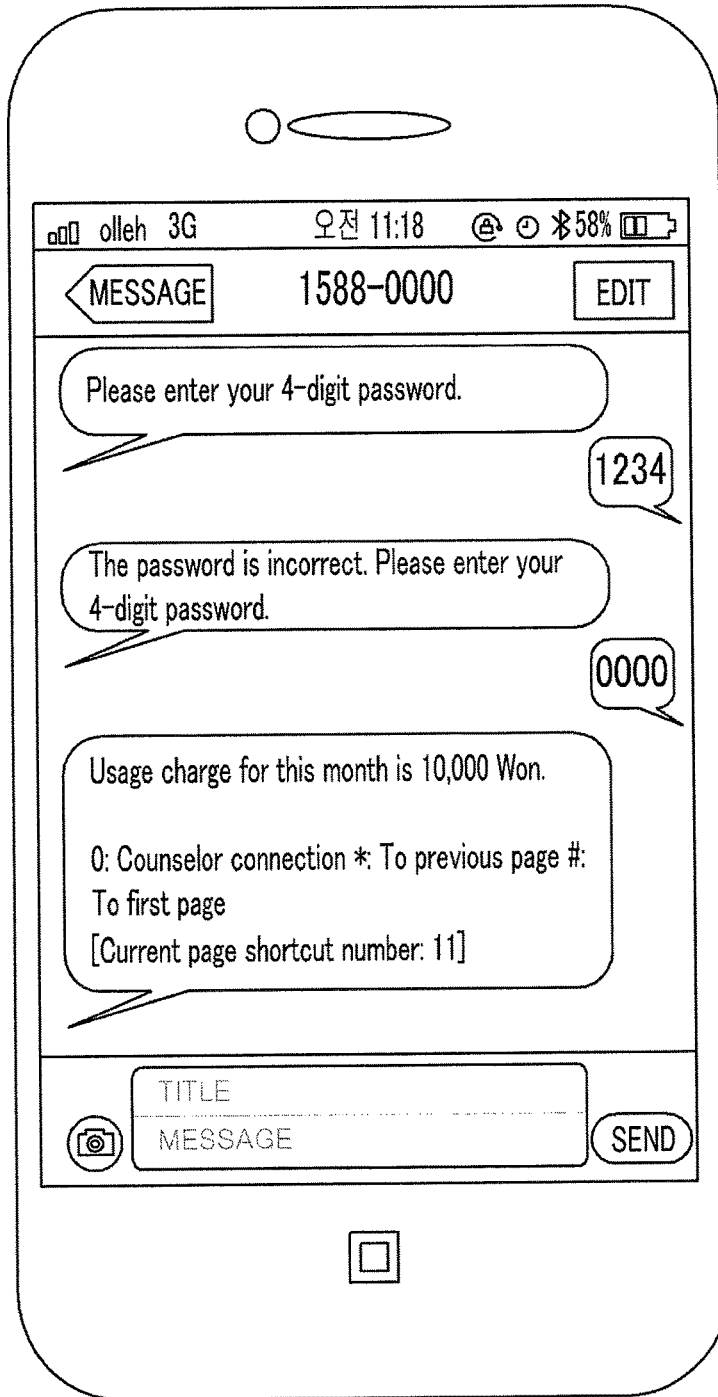 olleh 3G 오전 11:18 58%
MESSAGE 1588-0000 EDIT
Please enter your 4-digit password.
1234
The password is incorrect. Please enter your
4-digit password.
0000
Usage charge for this month is 10,000 Won.
0: Counselor connection *: To previous page #:
To first page
[Current page shortcut number: 11]
TITLE
MESSAGE
SEND